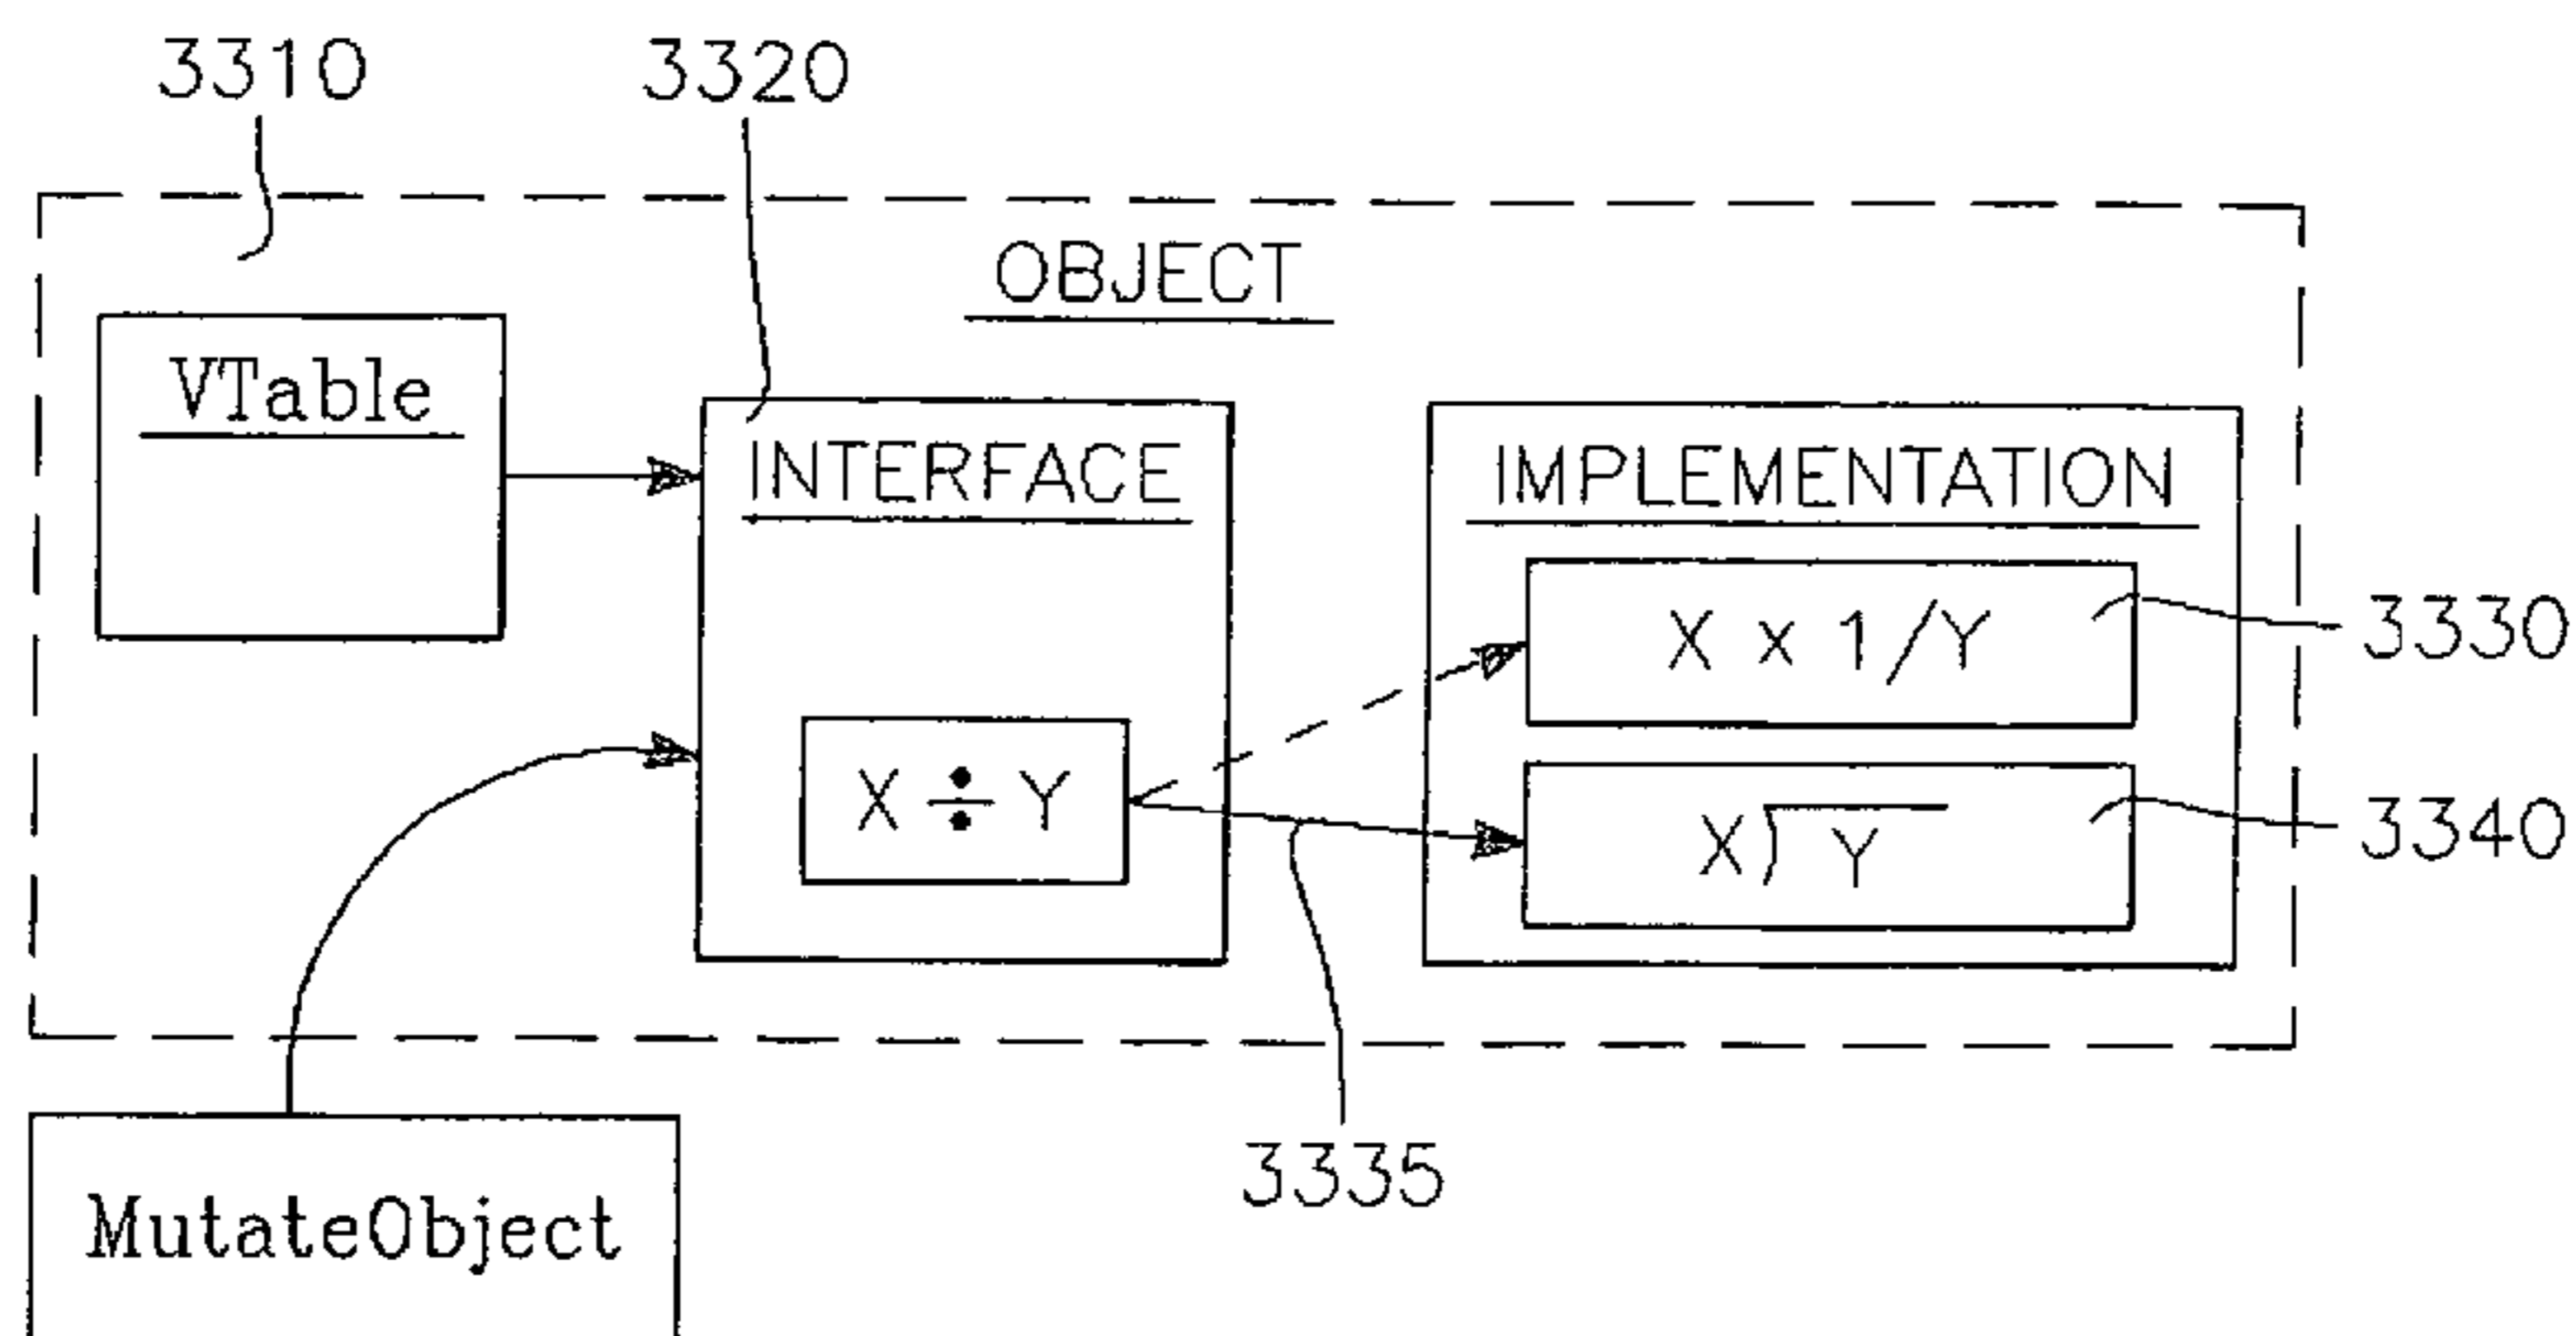 3310 3320
OBJECT
VTable
INTERFACE
IMPLEMENTATION
X x 1/Y
3330
X ÷ Y
X)Y
3340
3335
MutateObject